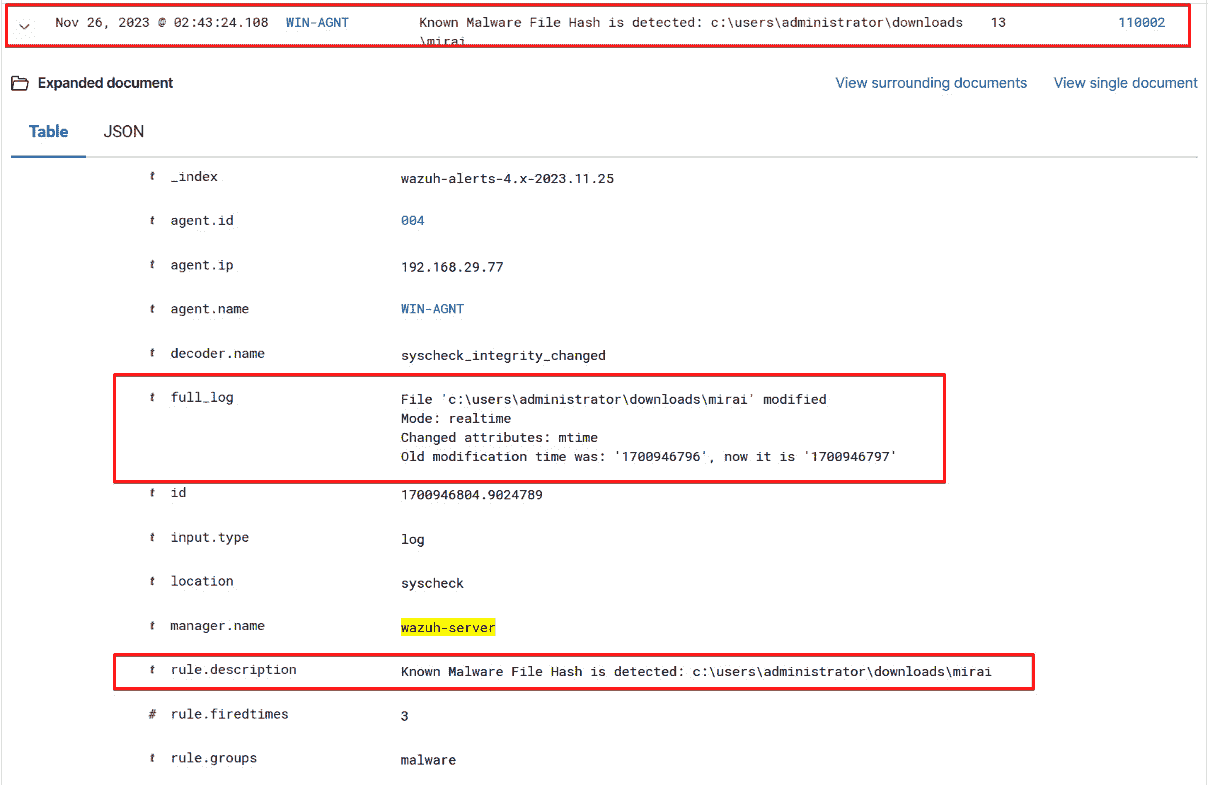 Nov 26, 2023 @ 02:43:24.108 WIN-AGNT Known Malware File Hash is detected: c:\users\administrator\downloads 13 110002
\mirai
Expanded document View surrounding documents View single document
Table JSON
t _index wazuh-alerts-4.x-2023.11.25
t agent.id 004
t agent.ip 192.168.29.77
t agent.name WIN-AGNT
t decoder.name syscheck_integrity_changed
t full_log File 'c:\users\administrator\downloads\mirai' modified
Mode: realtime
Changed attributes: mtime
Old modification time was: '1700946796', now it is '1700946797'
t id 1700946804.9024789
t input.type log
t location syscheck
t manager.name wazuh-server
t rule.description Known Malware File Hash is detected: c:\users\administrator\downloads\mirai
# rule.firedtimes 3
t rule.groups malware